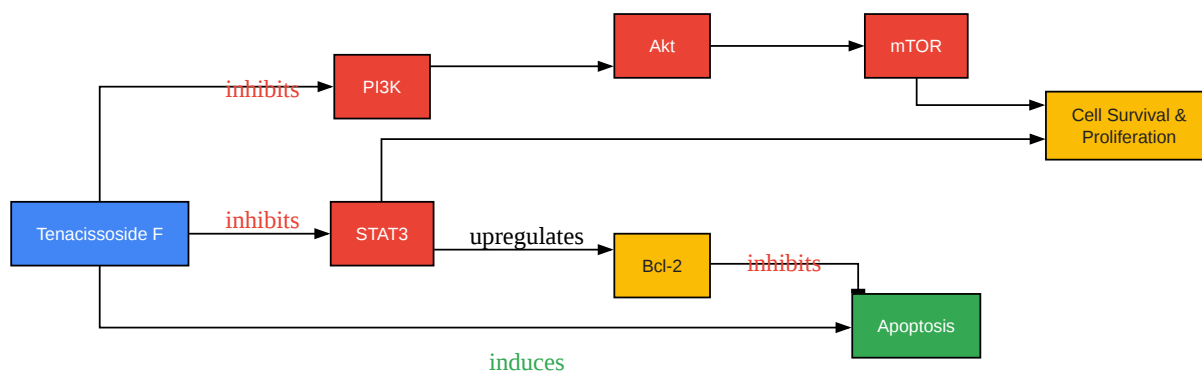 Akt
mTOR
inhibits
PI3K
Cell Survival &
Proliferation
Tenacissoside F
inhibits
STAT3
upregulates
Bcl-2
inhibits
Apoptosis
induces